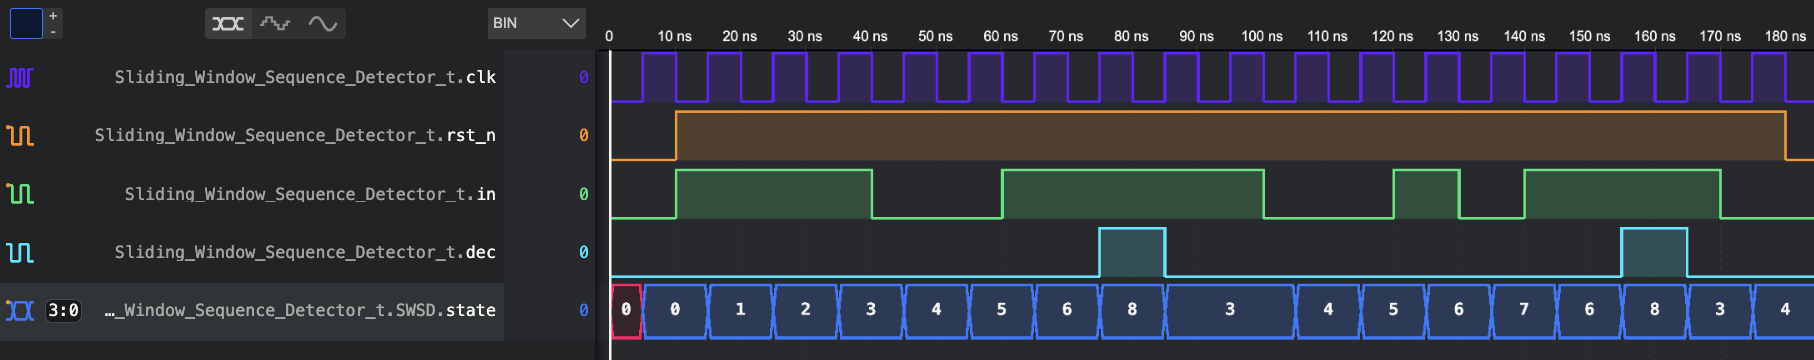 +
-
BIN
0 10 ns 20 ns 30 ns 40 ns 50 ns 60 ns 70 ns 80 ns 90 ns 100 ns 110 ns 120 ns 130 ns 140 ns 150 ns 160 ns 170 ns 180 ns
Sliding_Window_Sequence_Detector_t.clk 0
Sliding_Window_Sequence_Detector_t.rst_n 0
Sliding_Window_Sequence_Detector_t.in 0
Sliding_Window_Sequence_Detector_t.dec 0
3:0 …_Window_Sequence_Detector_t.SWSD.state 0 0 0 1 2 3 4 5 6 8 3 4 5 6 7 6 8 3 4